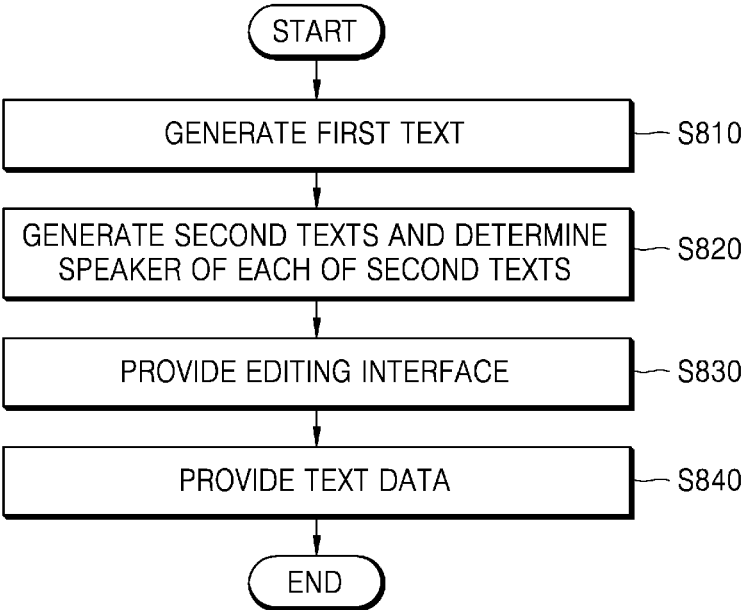 START
GENERATE FIRST TEXT
S810
GENERATE SECOND TEXTS AND DETERMINE
SPEAKER OF EACH OF SECOND TEXTS
S820
PROVIDE EDITING INTERFACE
S830
PROVIDE TEXT DATA
S840
END